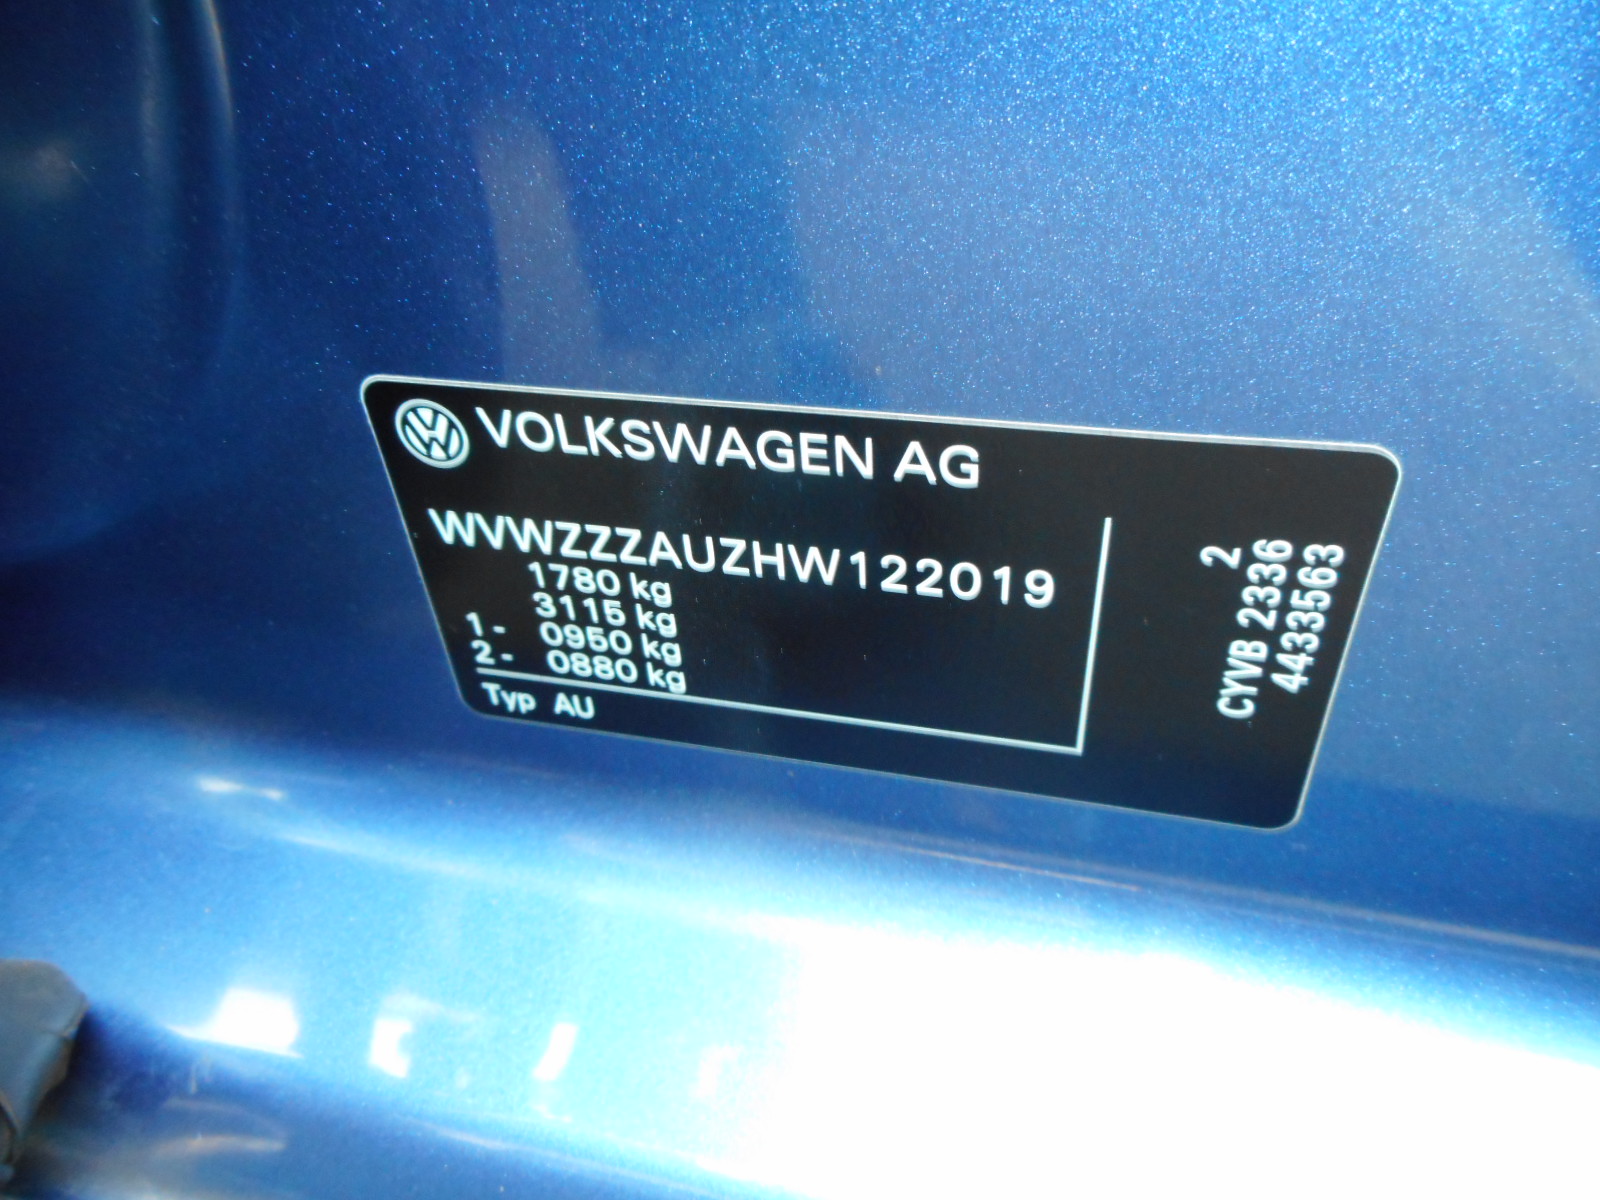 VOLKSWAGEN AG
WVWZZZAUZHW122019
1780 kg
3115 kg
1- 0950 kg
2- 0880 kg
Typ AU
2
CYVB 2336
4433563